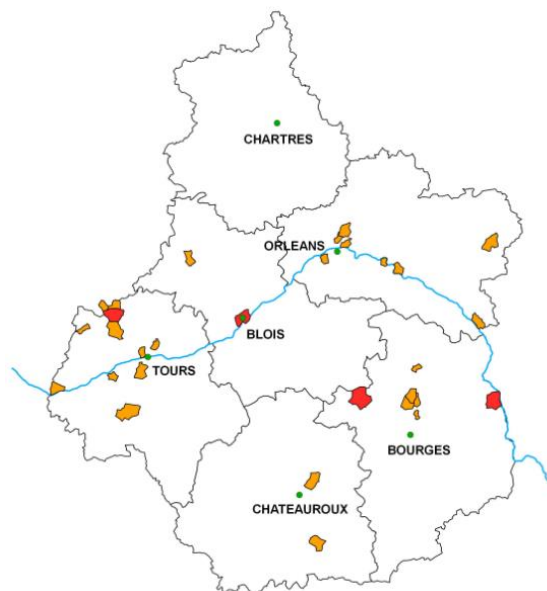 CHARTRES
ORLEANS
BLOIS
TOURS
BOURGES
CHATEAUROUX